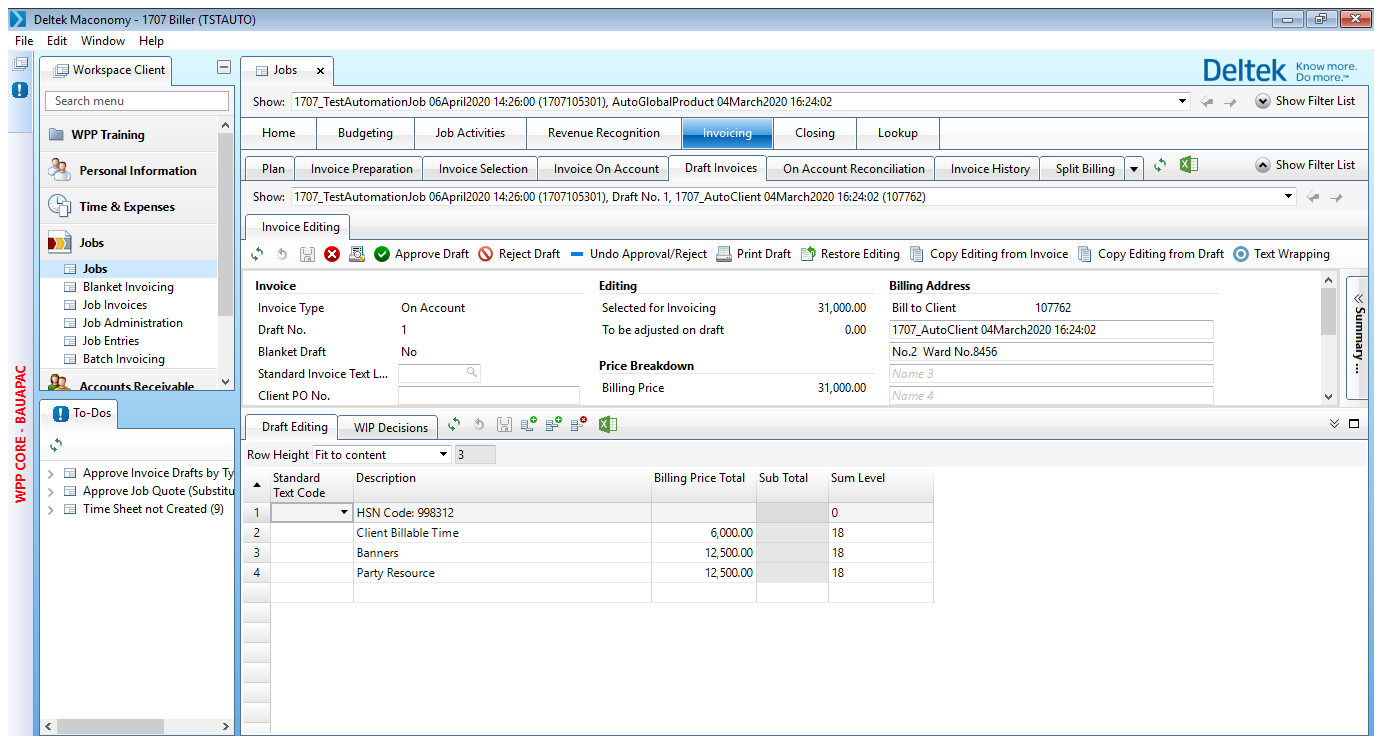 Deltek Maconomy - 1707 Biller (TSTAUTO)
File Edit Window Help
Workspace Client
Search menu
WPP Training
Personal Information
Time & Expenses
Jobs
Jobs
Blanket Invoicing
Job Invoices
Job Administration
Job Entries
Batch Invoicing
Accounts Receivable
WPP CORE - BAUAPAC
To-Dos
Approve Invoice Drafts by Ty
Approve Job Quote (Substitu
Time Sheet not Created (9)
Jobs x
Deltek Know more. Do more.™
Show: 1707_TestAutomationJob 06April2020 14:26:00 (1707105301), AutoGlobalProduct 04March2020 16:24:02 Show Filter List
Home Budgeting Job Activities Revenue Recognition Invoicing Closing Lookup
Plan Invoice Preparation Invoice Selection Invoice On Account Draft Invoices On Account Reconciliation Invoice History Split Billing Show Filter List
Show: 1707_TestAutomationJob 06April2020 14:26:00 (1707105301), Draft No. 1, 1707_AutoClient 04March2020 16:24:02 (107762)
Invoice Editing
Approve Draft Reject Draft Undo Approval/Reject Print Draft Restore Editing Copy Editing from Invoice Copy Editing from Draft Text Wrapping
Invoice Editing Billing Address
Invoice Type On Account Selected for Invoicing 31,000.00 Bill to Client 107762
Draft No. 1 To be adjusted on draft 0.00 1707_AutoClient 04March2020 16:24:02
Blanket Draft No No.2 Ward No.8456
Standard Invoice Text L... Price Breakdown Name 3
Client PO No. Billing Price 31,000.00 Name 4
Summary ...
Draft Editing WIP Decisions
Row Height Fit to content 3
Standard Text Code Description Billing Price Total Sub Total Sum Level
1 HSN Code: 998312 0
2 Client Billable Time 6,000.00 18
3 Banners 12,500.00 18
4 Party Resource 12,500.00 18